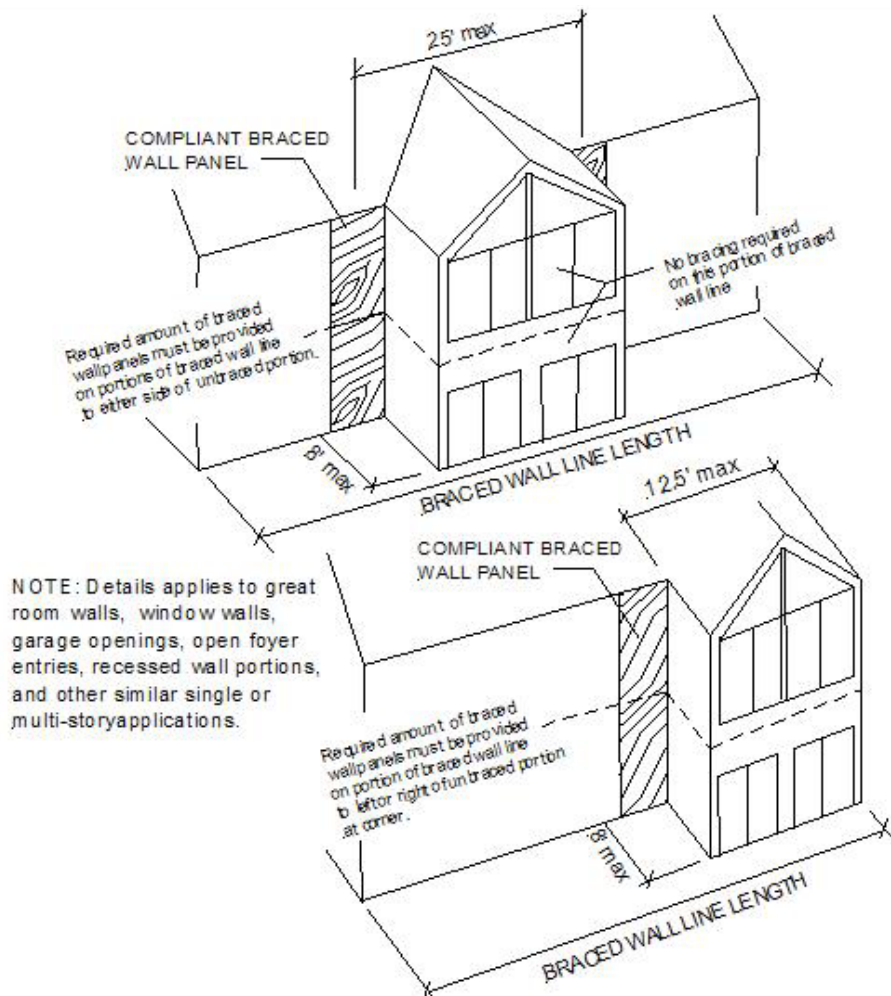 25' max
COMPLIANT BRACED
WALL PANEL
No bracing required
on this portion of braced
wall line
Required amount of braced
wall panels must be provided
on portions of braced wall line
to either side of unbraced portion.
8' max
BRACED WALL LINE LENGTH
12.5' max
COMPLIANT BRACED
WALL PANEL
NOTE: Details applies to great
room walls, window walls,
garage openings, open foyer
entries, recessed wall portions,
and other similar single or
multi-story applications.
Required amount of braced
wall panels must be provided
on portion of braced wall line
to left or right of unbraced portion
at corner.
8' max
BRACED WALL LINE LENGTH